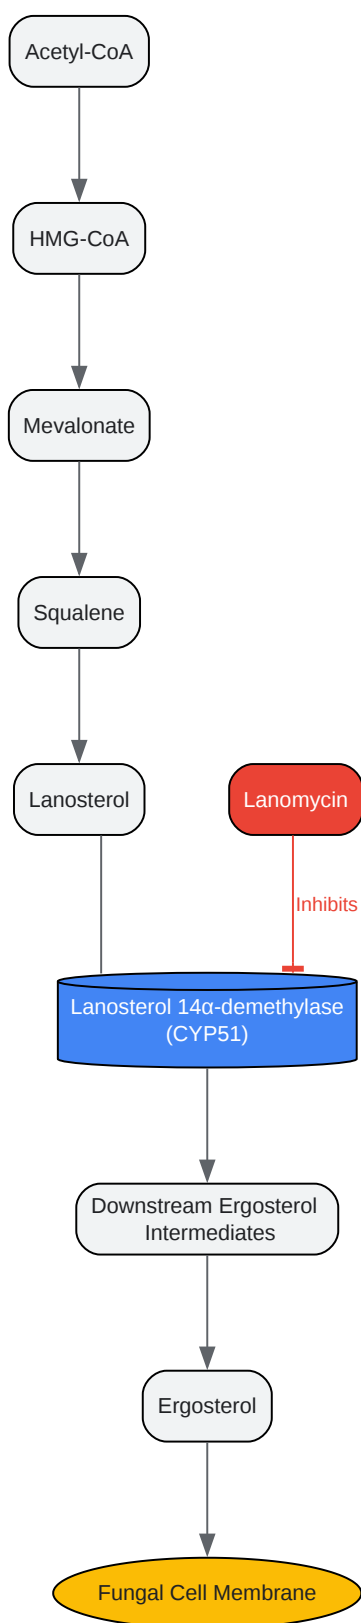 Acetyl-CoA
HMG-CoA
Mevalonate
Squalene
Lanosterol
Lanomycin
Inhibits
Lanosterol 14α-demethylase
(CYP51)
Downstream Ergosterol
Intermediates
Ergosterol
Fungal Cell Membrane